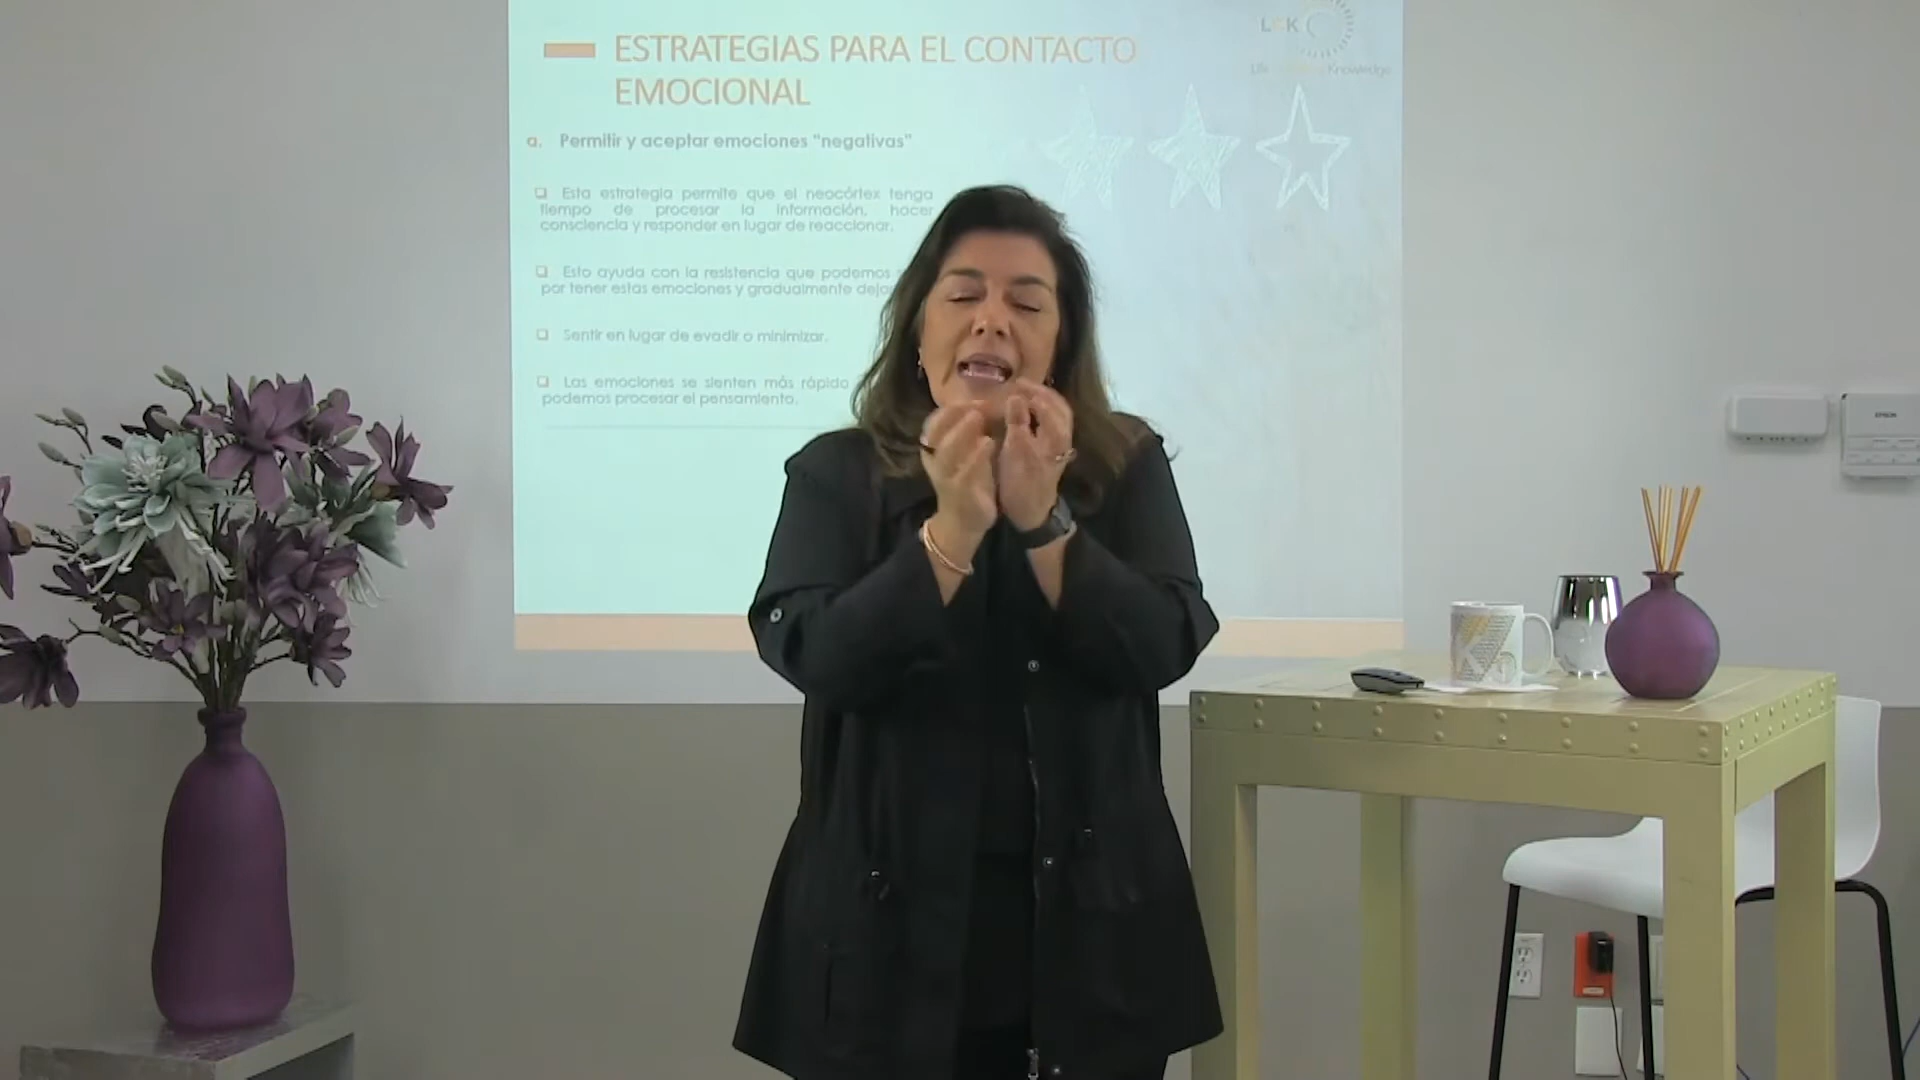 ESTRATEGIAS PARA EL CONTACTO
EMOCIONAL
a. Permitir y aceptar emociones "negativas"
❑ Esta estrategia permite que el neocórtex tenga
tiempo de procesar la información, hacer
consciencia y responder en lugar de reaccionar.
❑ Esto ayuda con la resistencia que podemos
por tener estas emociones y gradualmente
❑ Sentir en lugar de evadir o minimizar.
❑ Las emociones se sienten más rápido
podemos procesar el pensamiento.
Knowledge
EPSON
K